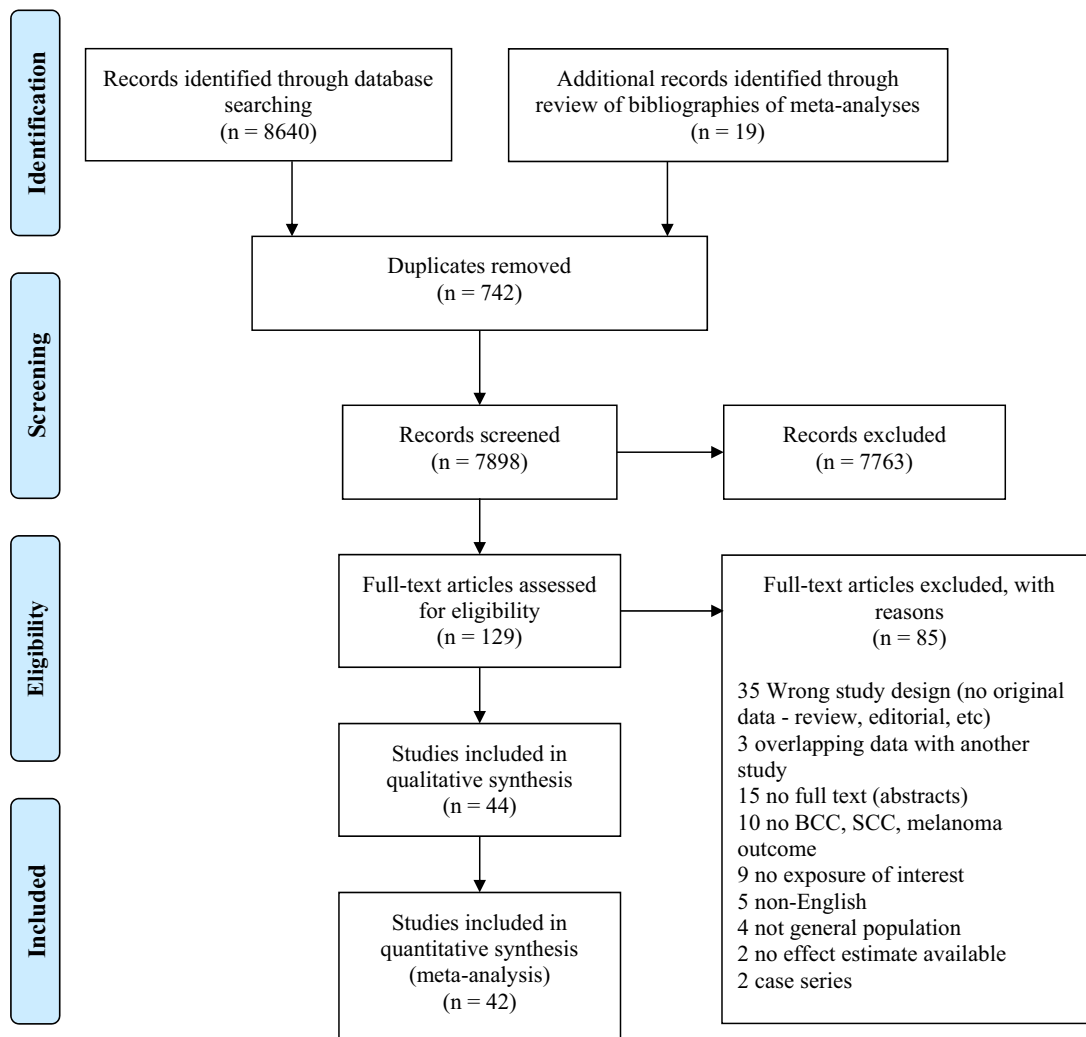 Identification
Records identified through database
searching
(n = 8640)
Additional records identified through
review of bibliographies of meta-analyses
(n = 19)
Duplicates removed
(n = 742)
Screening
Records screened
(n = 7898)
Records excluded
(n = 7763)
Eligibility
Full-text articles assessed
for eligibility
(n = 129)
Full-text articles excluded, with
reasons
(n = 85)
35 Wrong study design (no original
data - review, editorial, etc)
3 overlapping data with another
study
15 no full text (abstracts)
10 no BCC, SCC, melanoma
outcome
9 no exposure of interest
5 non-English
4 not general population
2 no effect estimate available
2 case series
Studies included in
qualitative synthesis
(n = 44)
Included
Studies included in
quantitative synthesis
(meta-analysis)
(n = 42)